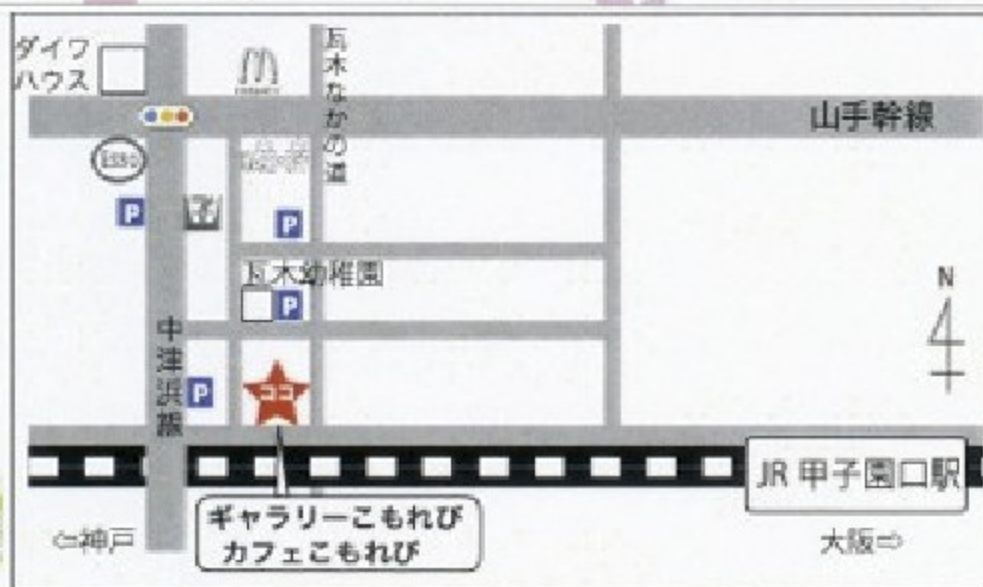 ダイワ
ハウス
瓦木なかの道
山手幹線
Esso
P
P
瓦木幼稚園
P
N
中津浜線
P
ココ
JR 甲子園口駅
⇦神戸
ギャラリーこもれび
カフェこもれび
大阪⇨